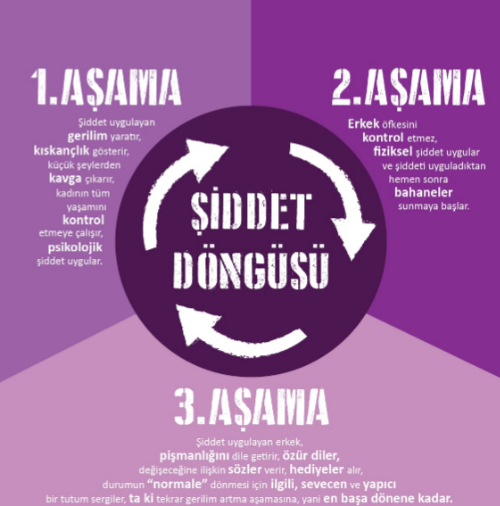 1.AŞAMA
Şiddet uygulayan
gerilim yaratır,
kıskançlık gösterir,
küçük şeylerden
kavga çıkarır,
kadının tüm
yaşamını
kontrol
etmeye çalışır,
psikolojik
şiddet uygular.
2.AŞAMA
Erkek öfkesini
kontrol etmez,
fiziksel şiddet uygular
ve şiddeti uyguladıktan
hemen sonra
bahaneler
sunmaya başlar.
ŞİDDET
DÖNGÜSÜ
3.AŞAMA
Şiddet uygulayan erkek,
pişmanlığını dile getirir, özür diler,
değişeceğine ilişkin sözler verir, hediyeler alır,
durumun "normale" dönmesi için ilgili, sevecen ve yapıcı
bir tutum sergiler, ta ki tekrar gerilim artma aşamasına, yani en başa dönene kadar.